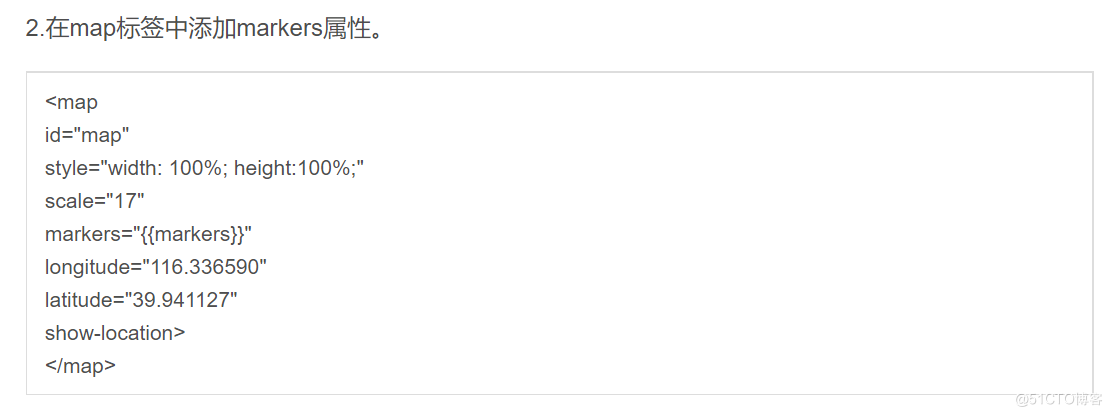 2.在map标签中添加markers属性。
<map
id="map"
style="width: 100%; height:100%;"
scale="17"
markers="{{markers}}"
longitude="116.336590"
latitude="39.941127"
show-location>
</map>
@51CTO博客